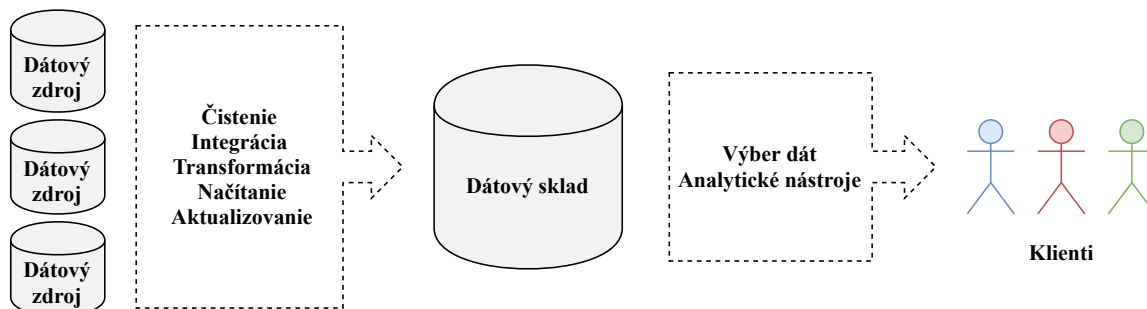 Dátový
zdroj
Dátový
zdroj
Dátový
zdroj
Čistenie
Integrácia
Transformácia
Načítanie
Aktualizovanie
Dátový sklad
Výber dát
Analytické nástroje
Klienti